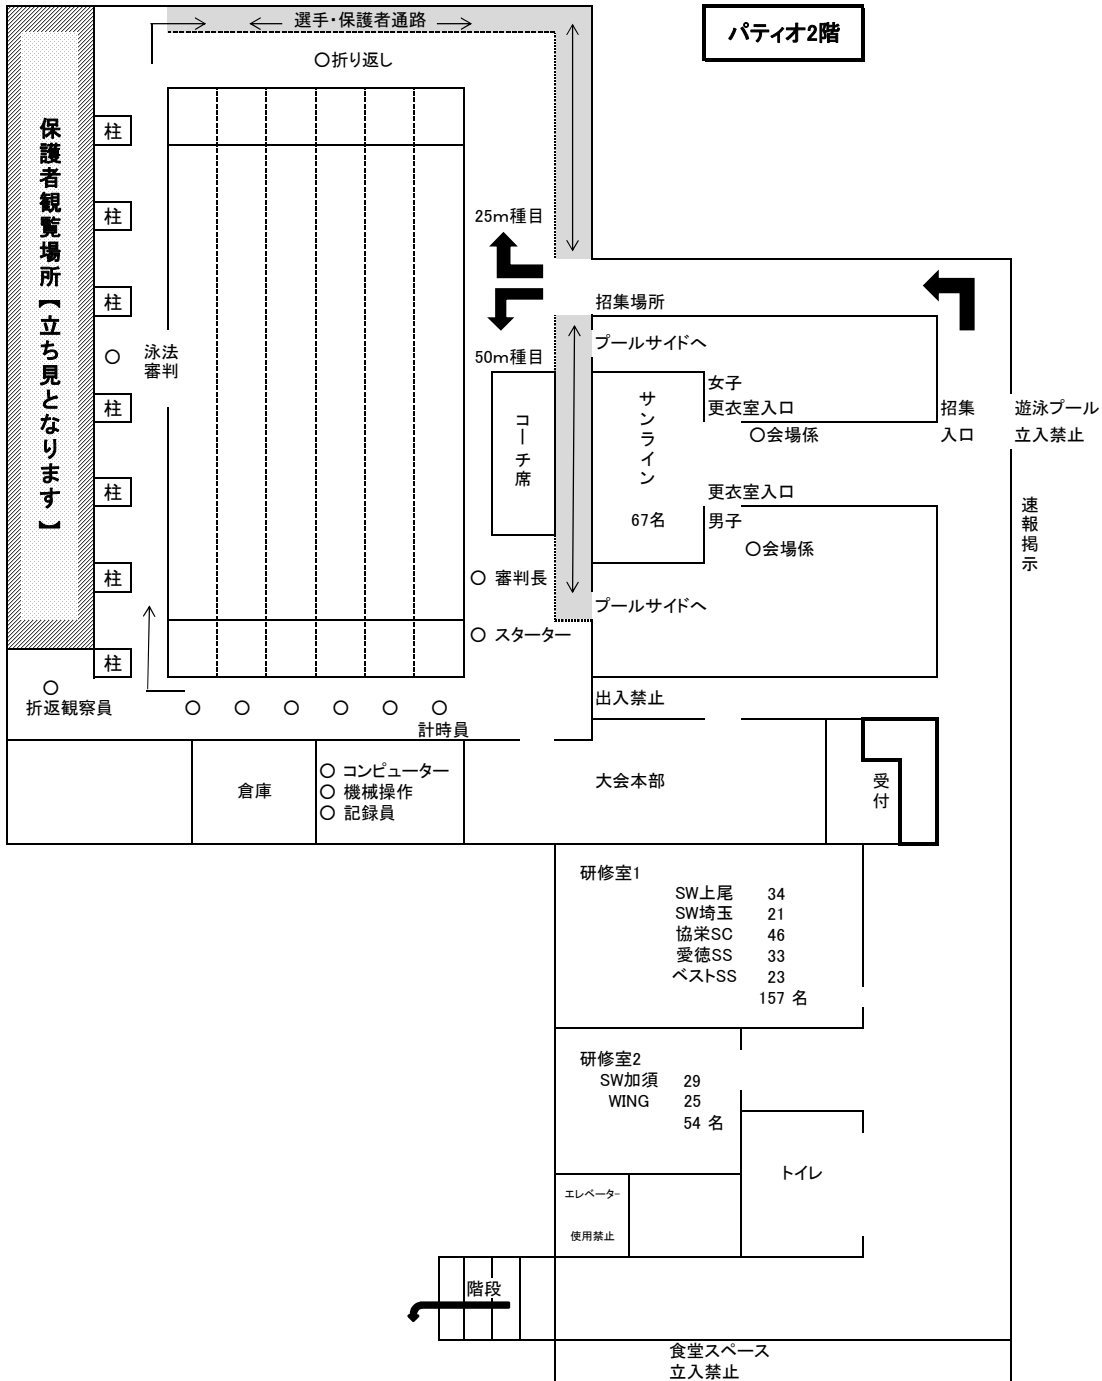 選手・保護者通路
パティオ2階
○折り返し
保護者観覧場所【立ち見となります】
柱
柱
柱
柱
柱
柱
柱
25m種目
招集場所
プールサイドへ
○
泳法
審判
50m種目
女子
更衣室入口
○会場係
サンライン
67名
コーチ席
招集
入口
遊泳プール
立入禁止
更衣室入口
男子
○会場係
速報掲示
○ 審判長
プールサイドへ
○ スターター
○
折返観察員
○ ○ ○ ○ ○ ○
計時員
出入禁止
倉庫
○ コンピューター
○ 機械操作
○ 記録員
大会本部
受付
研修室1
SW上尾 34
SW埼玉 21
協栄SC 46
愛徳SS 33
ベストSS 23
157 名
研修室2
SW加須 29
WING 25
54 名
トイレ
エレベーター
使用禁止
階段
食堂スペース
立入禁止